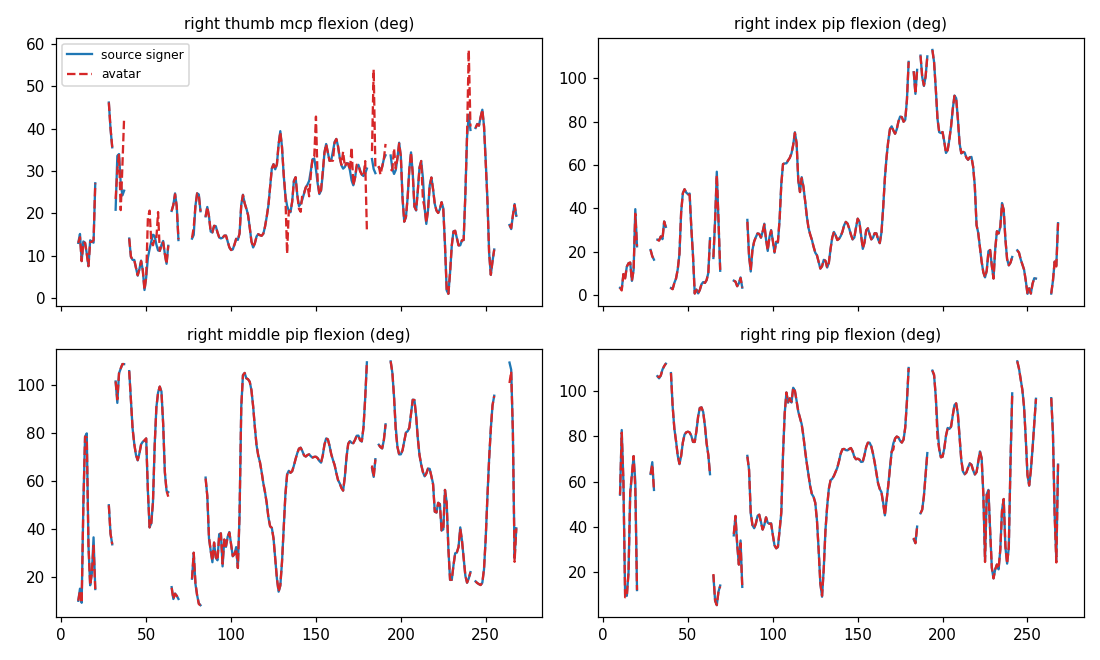 right thumb mcp flexion (deg)
60
50
40
30
20
10
0
source signer
avatar
right index pip flexion (deg)
100
80
60
40
20
0
right middle pip flexion (deg)
100
80
60
40
20
0 50 100 150 200 250
right ring pip flexion (deg)
100
80
60
40
20
0 50 100 150 200 250